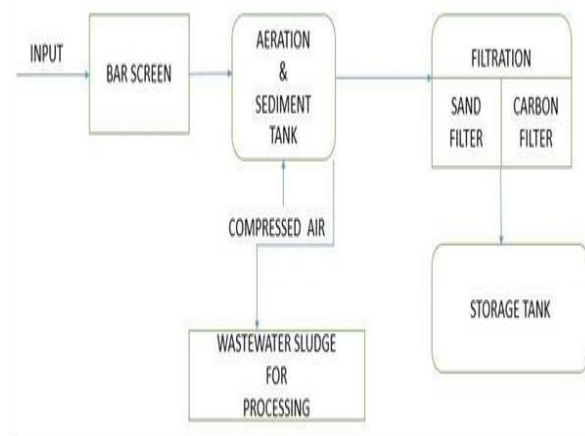 INPUT
BAR SCREEN
AERATION
&
SEDIMENT
TANK
FILTRATION
SAND
FILTER
CARBON
FILTER
COMPRESSED AIR
STORAGE TANK
WASTEWATER SLUDGE
FOR
PROCESSING